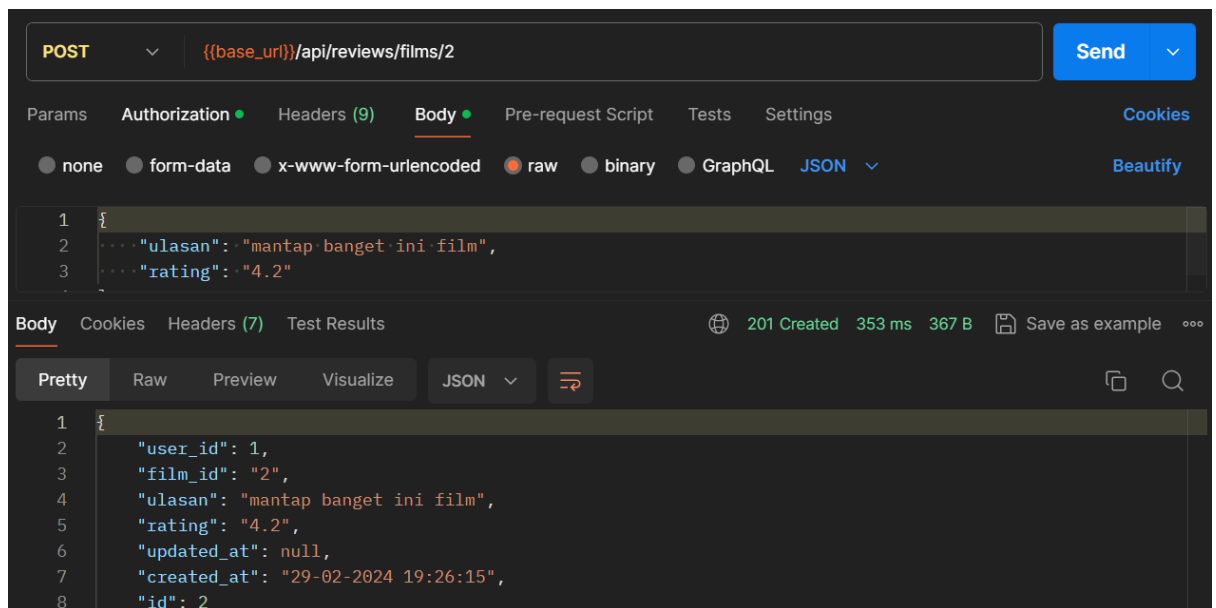 POST {{base_url}}/api/reviews/films/2 Send
Params Authorization Headers (9) Body Pre-request Script Tests Settings Cookies
none form-data x-www-form-urlencoded raw binary GraphQL JSON Beautify
1 {
2 ····"ulasan":·"mantap·banget·ini·film",
3 ····"rating":·"4.2"
Body Cookies Headers (7) Test Results 201 Created 353 ms 367 B Save as example
Pretty Raw Preview Visualize JSON
1 {
2 "user_id": 1,
3 "film_id": "2",
4 "ulasan": "mantap banget ini film",
5 "rating": "4.2",
6 "updated_at": null,
7 "created_at": "29-02-2024 19:26:15",
8 "id": 2